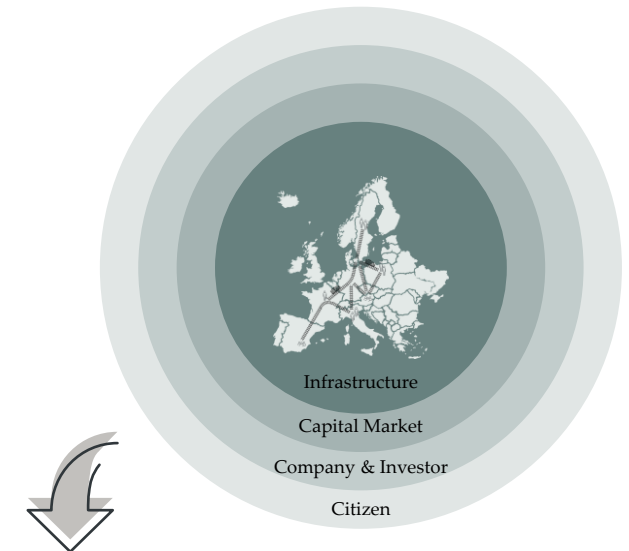 Infrastructure
Capital Market
Company & Investor
Citizen